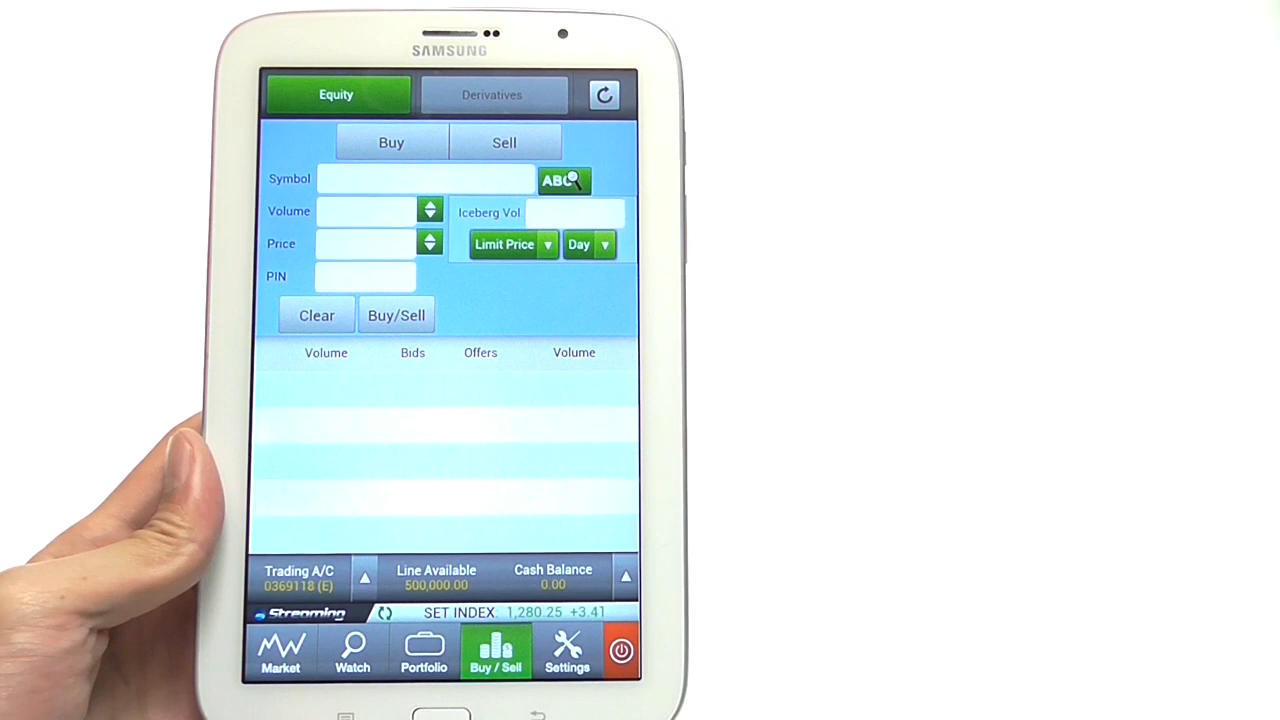 SAMSUNG
Equity Derivatives
Buy Sell
Symbol ABC
Volume Iceberg Vol
Price Limit Price Day
PIN
Clear Buy/Sell
Volume Bids Offers Volume
Trading A/C Line Available Cash Balance
0369118 (E) 500,000.00 0.00
Streaming SET INDEX: 1,280.25 +3.41
Market Watch Portfolio Buy / Sell Settings